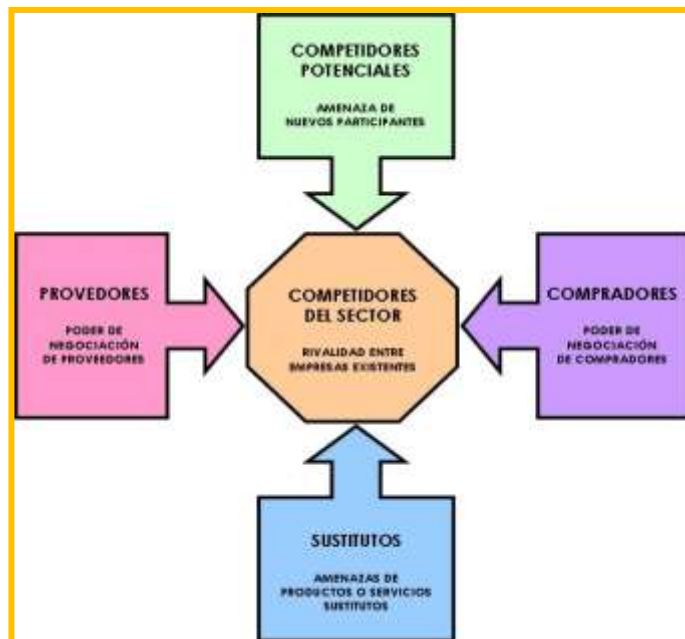 COMPETIDORES
POTENCIALES
AMENAZA DE
NUEVOS PARTICIPANTES
PROVEDORES
PODER DE
NEGOCIACIÓN
DE PROVEEDORES
COMPETIDORES
DEL SECTOR
RIVALIDAD ENTRE
EMPRESAS EXISTENTES
COMPRADORES
PODER DE
NEGOCIACIÓN
DE COMPRADORES
SUSTITUTOS
AMENAZAS DE
PRODUCTOS O SERVICIOS
SUSTITUTOS